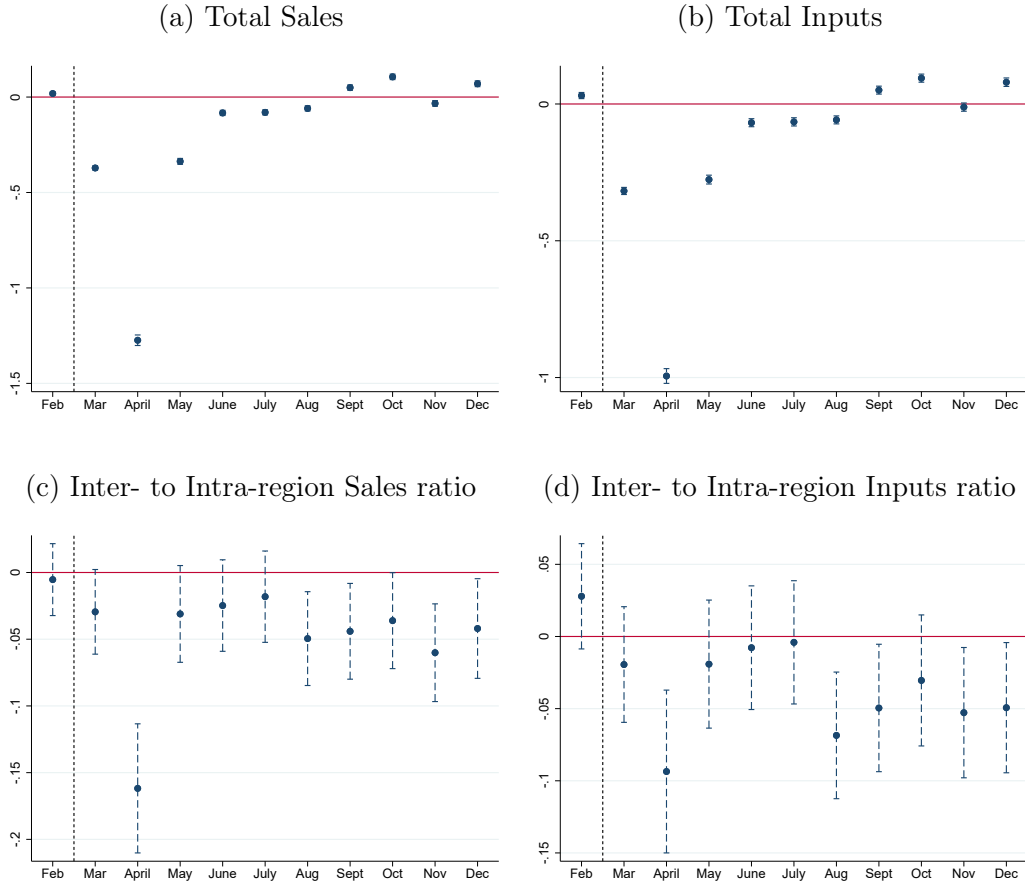 (a) Total Sales
0
-.5
-1
-1.5
Feb Mar April May June July Aug Sept Oct Nov Dec
(b) Total Inputs
0
-.5
-1
Feb Mar April May June July Aug Sept Oct Nov Dec
(c) Inter- to Intra-region Sales ratio
0
-.05
-.1
-.15
-.2
Feb Mar April May June July Aug Sept Oct Nov Dec
(d) Inter- to Intra-region Inputs ratio
.05
0
-.05
-.1
-.15
Feb Mar April May June July Aug Sept Oct Nov Dec